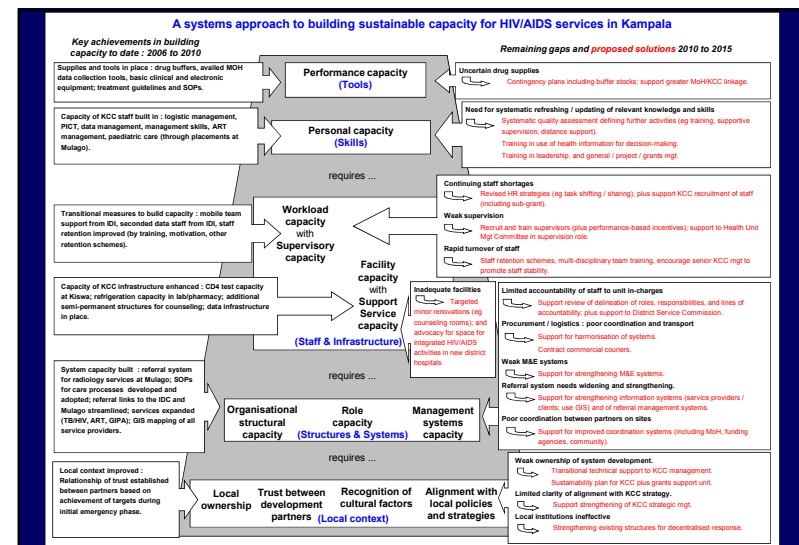 A systems approach to building sustainable capacity for HIV/AIDS services in Kampala
Key achievements in building
capacity to date : 2006 to 2010
Remaining gaps and proposed solutions 2010 to 2015
Supplies and tools in place : drug buffers, availed MOH
data collection tools, basic clinical and electronic
equipment; treatment guidelines and SOPs.
Performance capacity
(Tools)
Uncertain drug supplies
Contingency plans including buffer stocks; support greater MoH/KCC linkage.
Capacity of KCC staff built in : logistic management,
PICT, data management, management skills, ART
management, paediatric care (through placements at
Mulago).
Personal capacity
(Skills)
Need for systematic refreshing / updating of relevant knowledge and skills
Systematic quality assessment defining further activities (eg training, supportive
supervision, distance support).
Training in use of health information for decision-making.
Training in leadership, and general / project / grants mgt.
requires ...
Transitional measures to build capacity : mobile team
support from IDI, seconded data staff from IDI, staff
retention improved (by training, motivation, other
retention schemes).
Workload
capacity
with
Supervisory
capacity
Continuing staff shortages
Revised HR strategies (eg task shifting / sharing); plus support KCC recruitment of staff
(including sub-grant).
Weak supervision
Recruit and train supervisors (plus performance-based incentives); support to Health Unit
Mgt Committee in supervision role.
Rapid turnover of staff
Staff retention schemes, multi-disciplinary team training, encourage senior KCC mgt to
promote staff stability.
Capacity of KCC infrastructure enhanced : CD4 test capacity
at Kiswa; refrigeration capacity in lab/pharmacy; additional
semi-permanent structures for counseling; data infrastructure
in place.
Facility
capacity
with
Support
Service
capacity
(Staff & Infrastructure)
Inadequate facilities
Targeted
minor renovations (eg
counseling rooms); and
advocacy for space for
integrated HIV/AIDS
activities in new district
hospitals
Limited accountability of staff to unit in-charges
Support review of delineation of roles, responsibilities, and lines of
accountability; plus support to District Service Commission.
Procurement / logistics : poor coordination and transport
Support for harmonisation of systems.
Contract commercial couriers.
Weak M&E systems
Support for strengthening M&E systems.
Referral system needs widening and strengthening.
Support for strengthening information systems (service providers /
clients; use GIS) and of referral management systems.
Poor coordination between partners on sites
Support for improved coordination systems (including MoH, funding
agencies, community).
requires ...
System capacity built : referral system
for radiology services at Mulago; SOPs
for care processes developed and
adopted; referral links to the IDC and
Mulago streamlined; services expanded
(TB/HIV, ART, GIPA); GIS mapping of all
service providers.
Organisational
structural
capacity
Role
capacity
(Structures & Systems)
Management
systems
capacity
requires ...
Local context improved :
Relationship of trust established
between partners based on
achievement of targets during
initial emergency phase.
Local
ownership
Trust between
development
partners
Recognition of
cultural factors
(Local context)
Alignment with
local policies
and strategies
Weak ownership of system development.
Transitional technical support to KCC management.
Sustainability plan for KCC plus grants support unit.
Limited clarity of alignment with KCC strategy.
Support strengthening of KCC strategic mgt.
Local institutions ineffective
Strengthening existing structures for decentralised response.